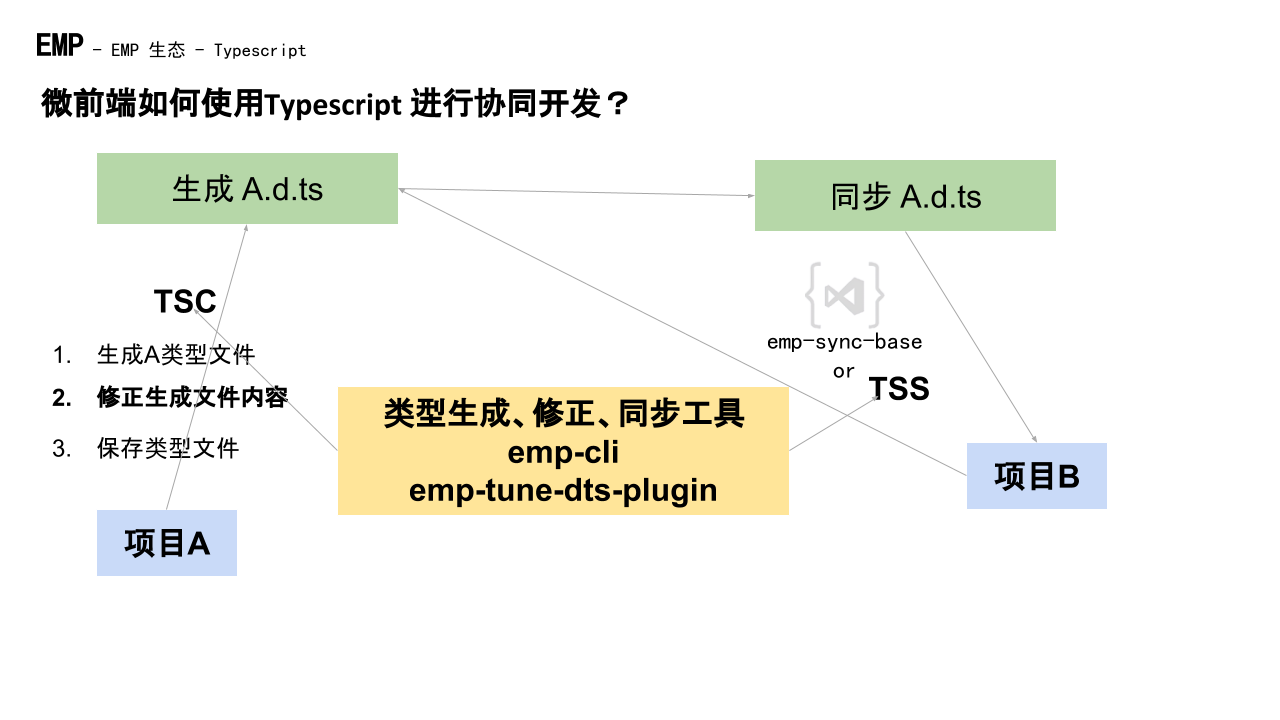 EMP - EMP 生态 - Typescript
微前端如何使用Typescript 进行协同开发？
生成 A.d.ts
同步 A.d.ts
TSC
1. 生成A类型文件
2. 修正生成文件内容
3. 保存类型文件
emp-sync-base
or
TSS
类型生成、修正、同步工具
emp-cli
emp-tune-dts-plugin
项目B
项目A